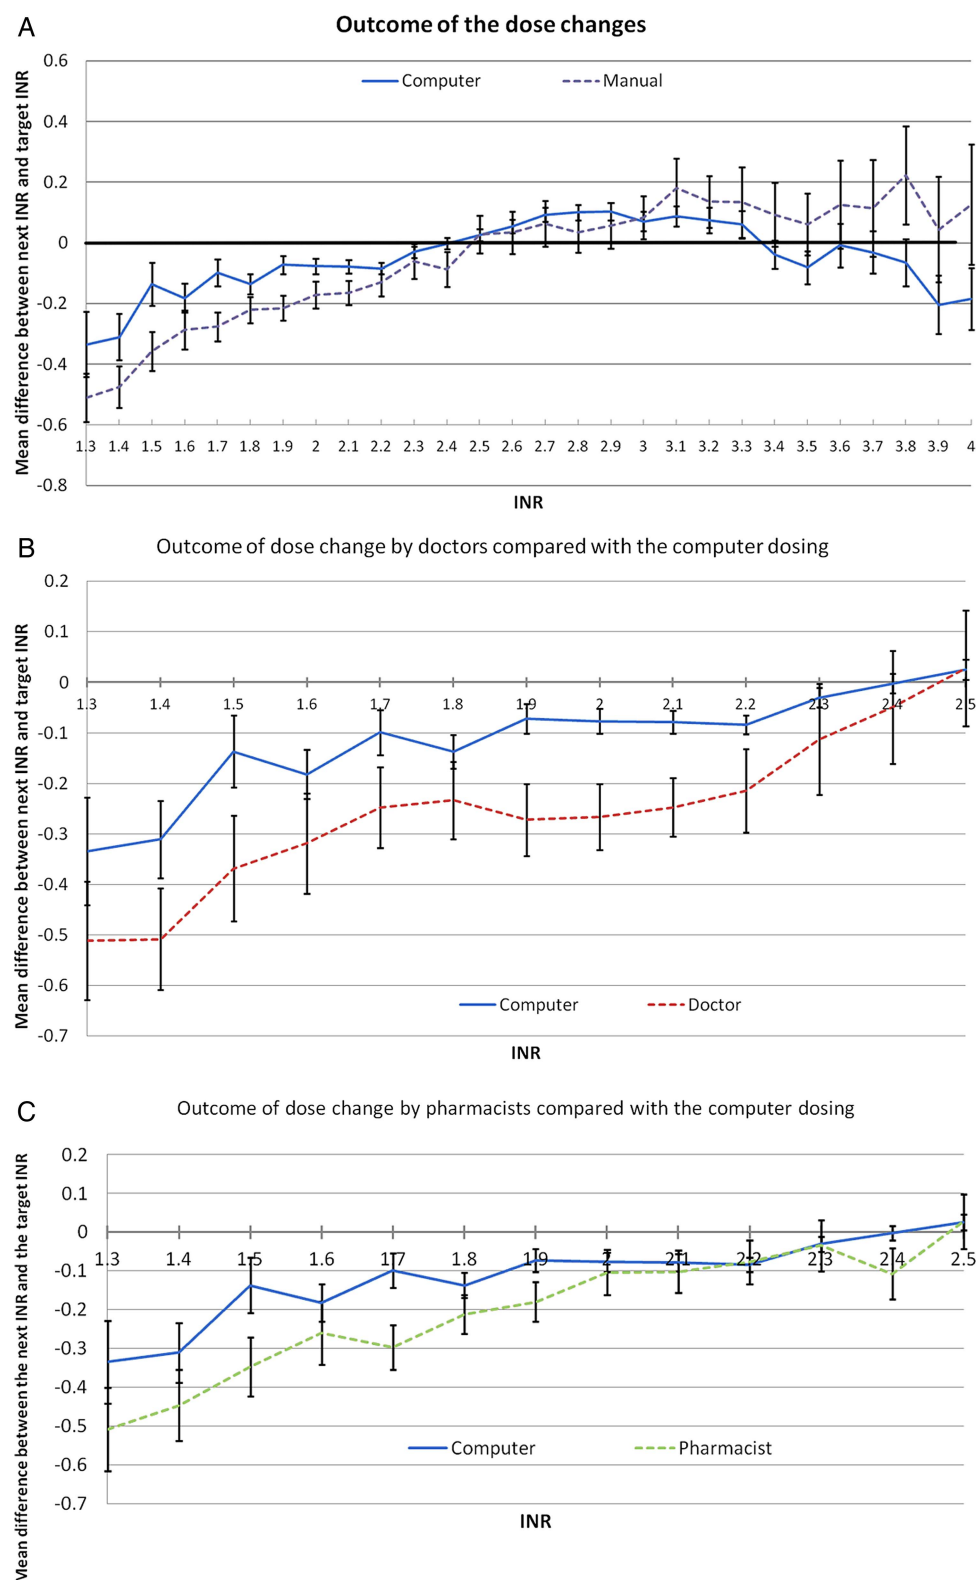 A
Outcome of the dose changes
Mean difference between next INR and target INR
0.6
0.4
0.2
0
-0.2
-0.4
-0.6
-0.8
Computer Manual
1.3 1.4 1.5 1.6 1.7 1.8 1.9 2 2.1 2.2 2.3 2.4 2.5 2.6 2.7 2.8 2.9 3 3.1 3.2 3.3 3.4 3.5 3.6 3.7 3.8 3.9 4
INR
B
Outcome of dose change by doctors compared with the computer dosing
Mean difference between next INR and target INR
0.2
0.1
0
-0.1
-0.2
-0.3
-0.4
-0.5
-0.6
-0.7
1.3 1.4 1.5 1.6 1.7 1.8 1.9 2 2.1 2.2 2.3 2.4 2.5
Computer Doctor
INR
C
Outcome of dose change by pharmacists compared with the computer dosing
Mean difference between the next INR and the target INR
0.2
0.1
0
-0.1
-0.2
-0.3
-0.4
-0.5
-0.6
-0.7
1.3 1.4 1.5 1.6 1.7 1.8 1.9 2.0 2.1 2.2 2.3 2.4 2.5
Computer Pharmacist
INR